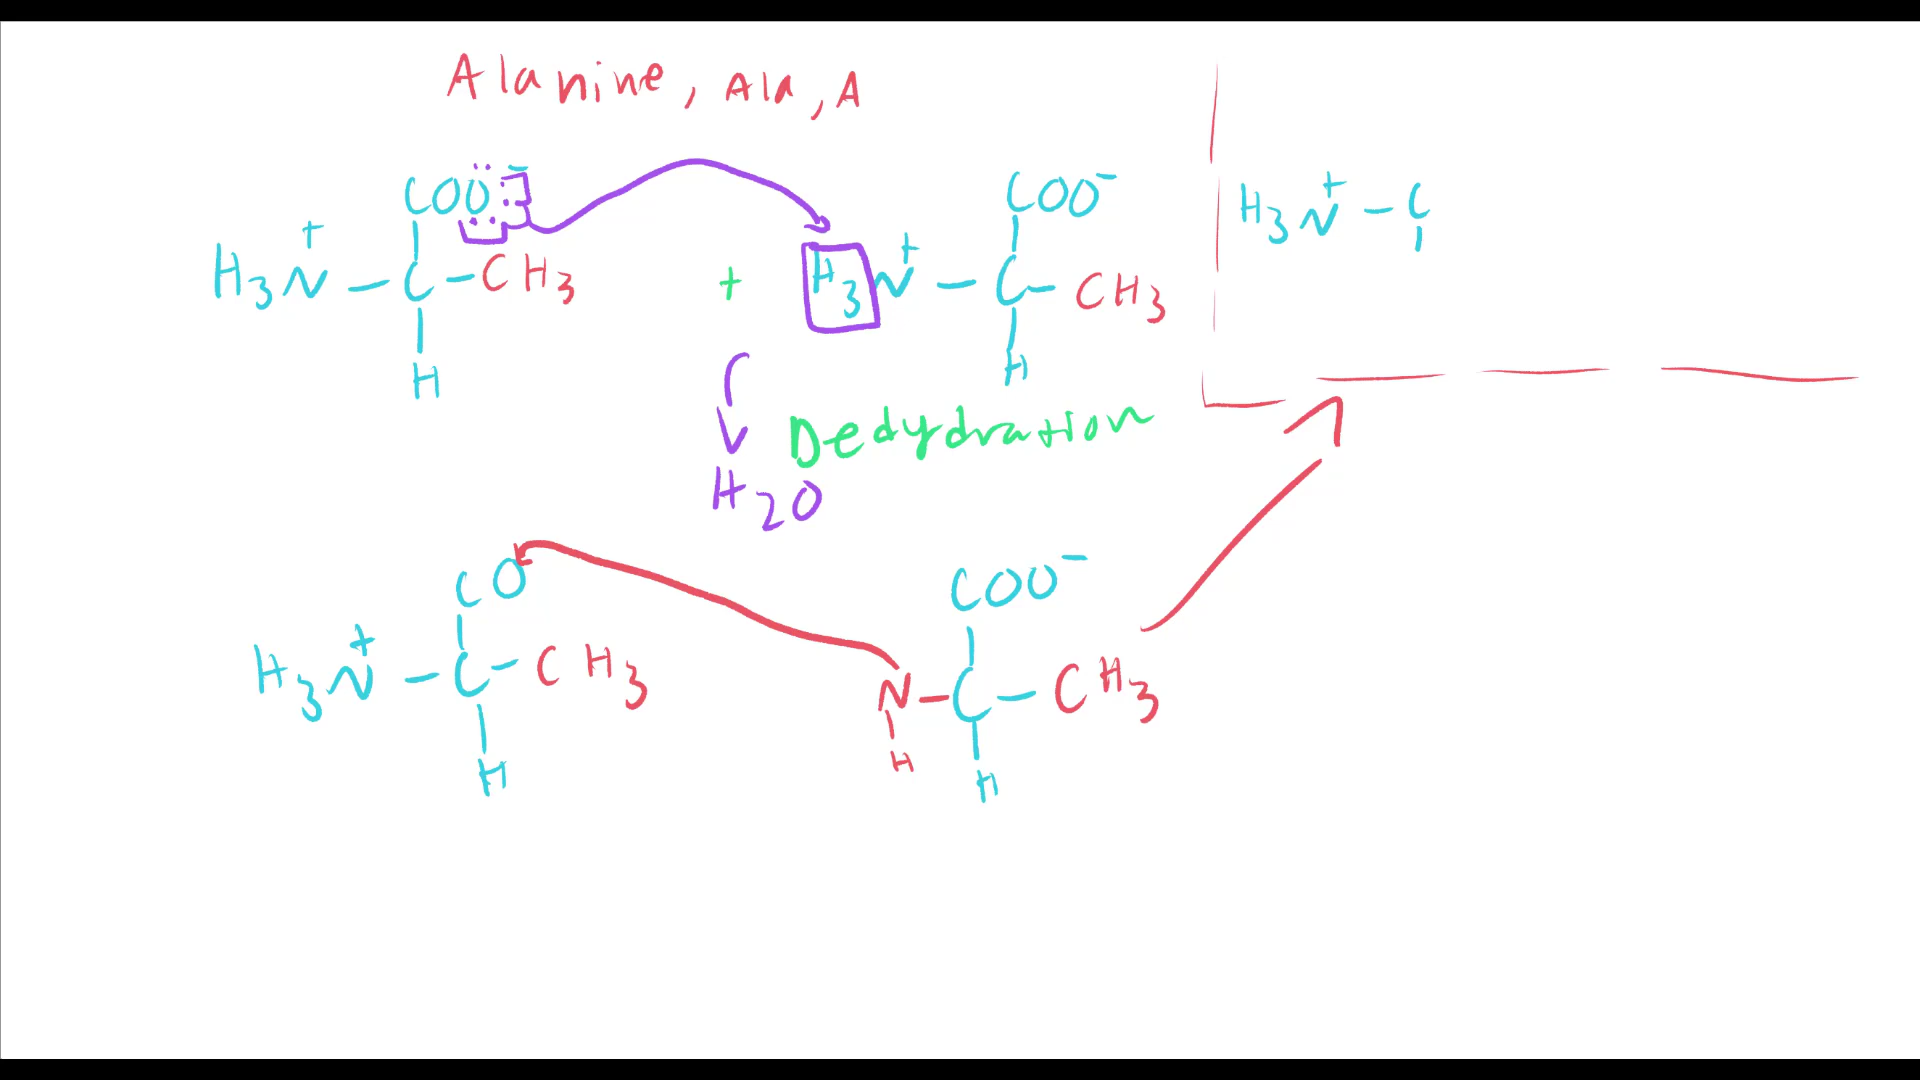 Alanine, Ala, A
COO⁻ COO⁻
H₃N⁺ – C – CH₃ + H₃N⁺ – C – CH₃
H H
H₃N⁺ – C
Dedydration
H₂O
CO COO⁻
H₃N⁺ – C – CH₃ N – C – CH₃
H H H